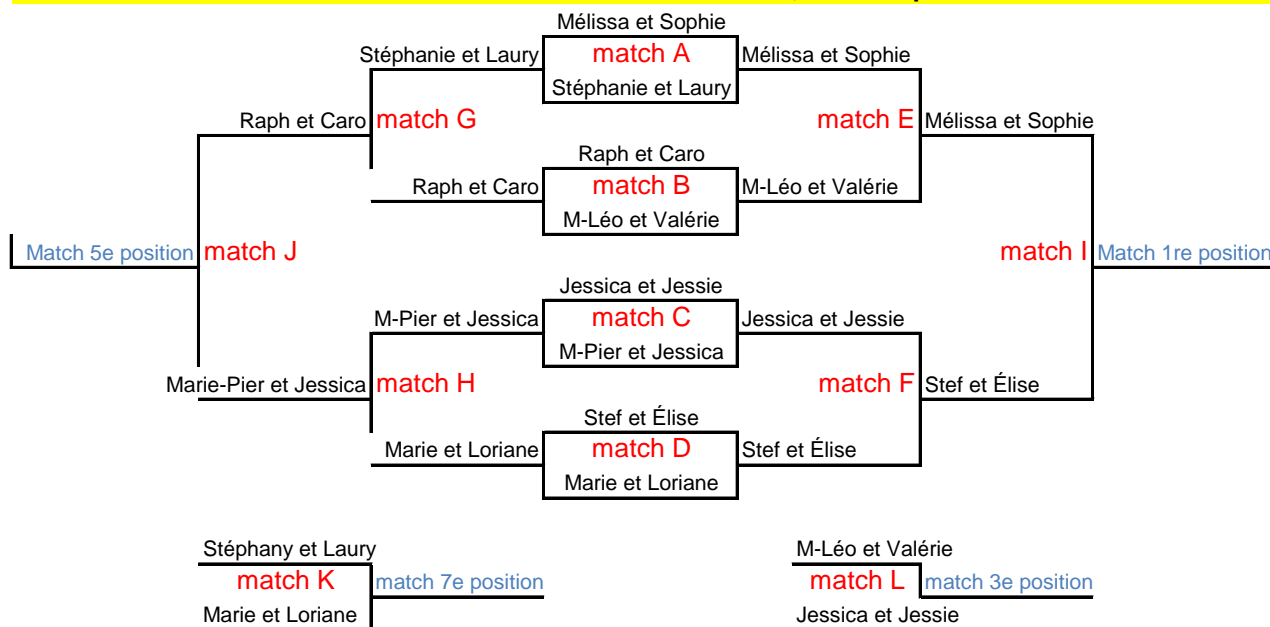 Mélissa et Sophie
Stéphanie et Laury match A Mélissa et Sophie
Stéphanie et Laury
Raph et Caro match G match E Mélissa et Sophie
Raph et Caro
Raph et Caro match B M-Léo et Valérie
M-Léo et Valérie
Match 5e position match J match I Match 1re position
Jessica et Jessie
M-Pier et Jessica match C Jessica et Jessie
M-Pier et Jessica
Marie-Pier et Jessica match H match F Stef et Élise
Stef et Élise
Marie et Loriane match D Stef et Élise
Marie et Loriane
Stéphany et Laury M-Léo et Valérie
match K match 7e position match L match 3e position
Marie et Loriane Jessica et Jessie